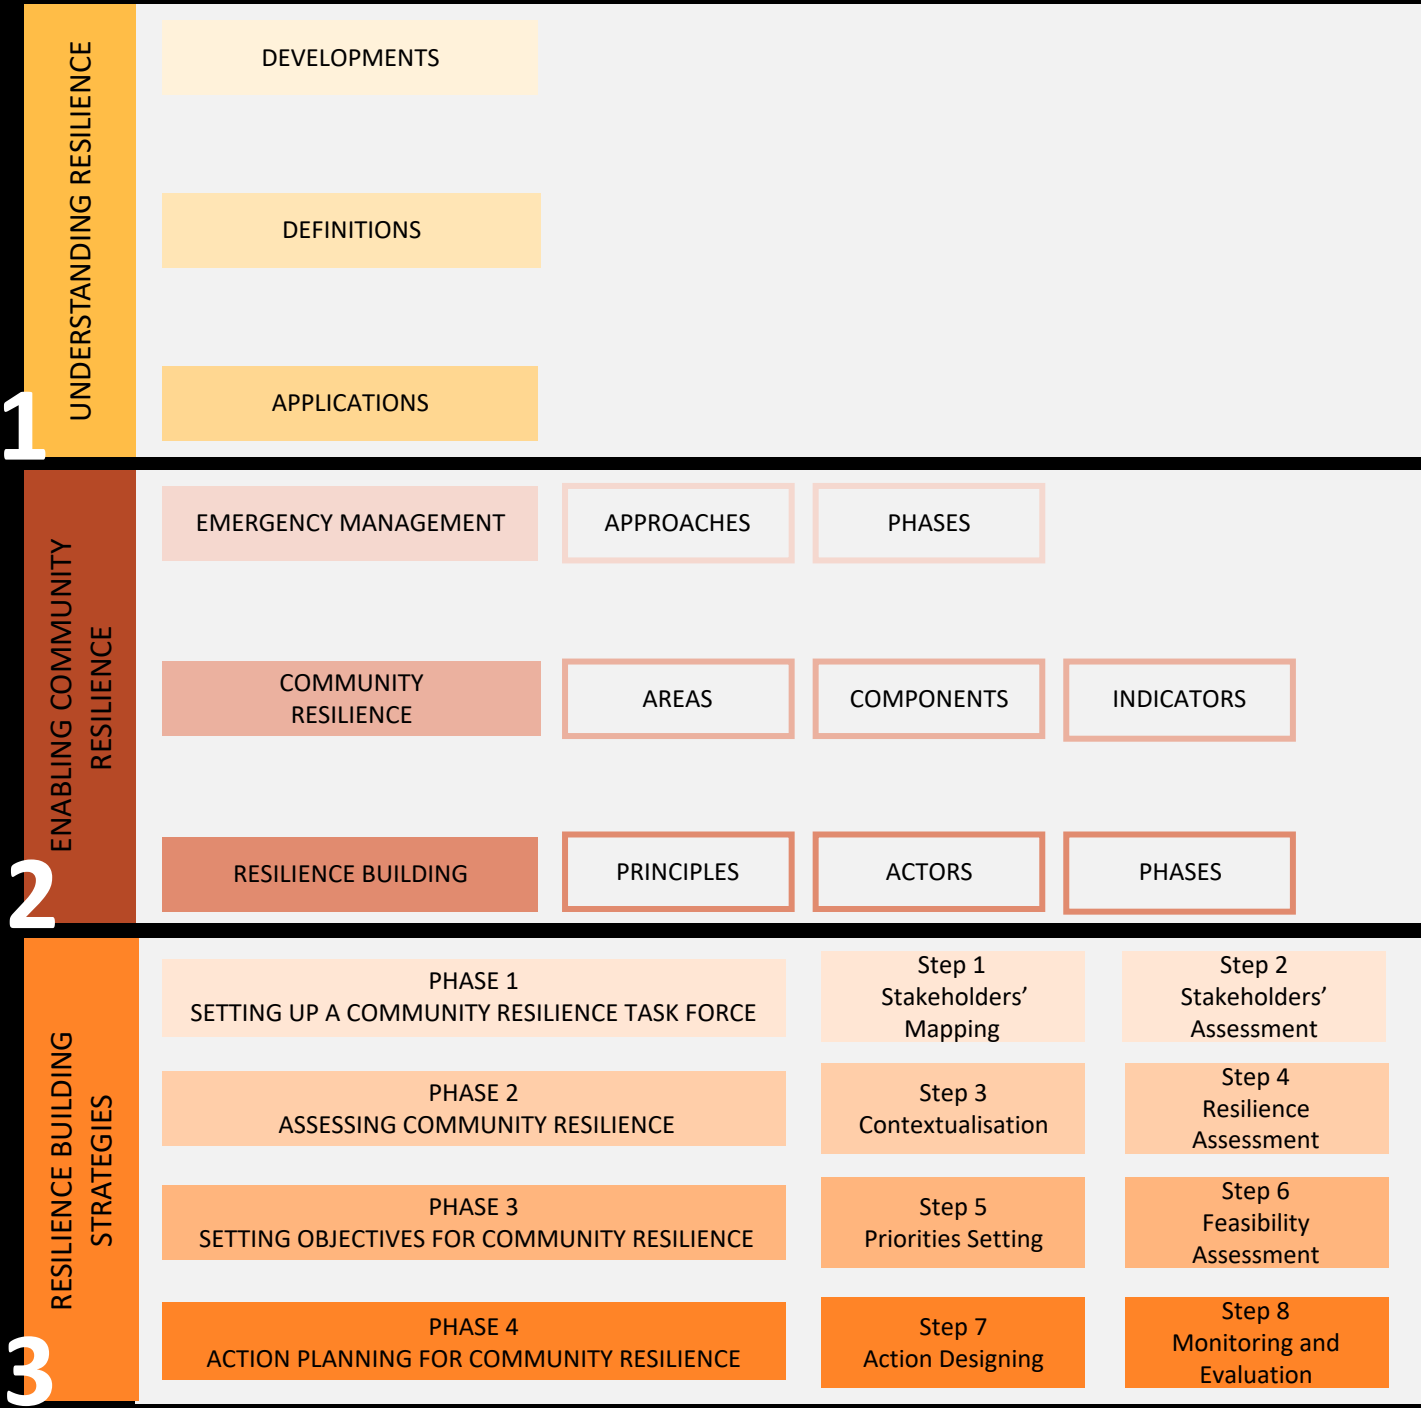 UNDERSTANDING RESILIENCE
1
DEVELOPMENTS
DEFINITIONS
APPLICATIONS
ENABLING COMMUNITY
RESILIENCE
2
EMERGENCY MANAGEMENT
APPROACHES
PHASES
COMMUNITY
RESILIENCE
AREAS
COMPONENTS
INDICATORS
RESILIENCE BUILDING
PRINCIPLES
ACTORS
PHASES
RESILIENCE BUILDING
STRATEGIES
3
PHASE 1
SETTING UP A COMMUNITY RESILIENCE TASK FORCE
Step 1
Stakeholders’
Mapping
Step 2
Stakeholders’
Assessment
PHASE 2
ASSESSING COMMUNITY RESILIENCE
Step 3
Contextualisation
Step 4
Resilience
Assessment
PHASE 3
SETTING OBJECTIVES FOR COMMUNITY RESILIENCE
Step 5
Priorities Setting
Step 6
Feasibility
Assessment
PHASE 4
ACTION PLANNING FOR COMMUNITY RESILIENCE
Step 7
Action Designing
Step 8
Monitoring and
Evaluation